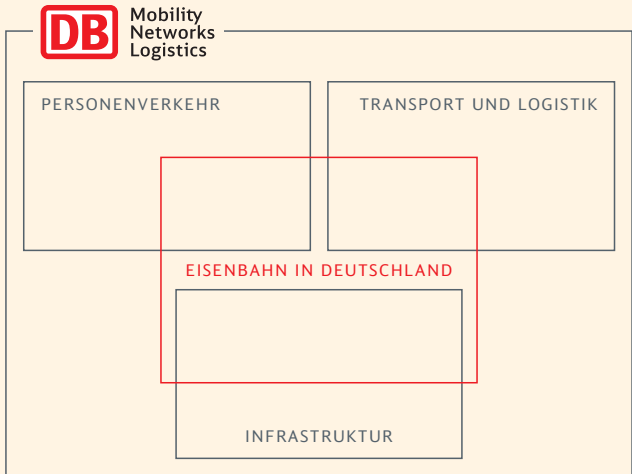 DB
Mobility
Networks
Logistics
PERSONENVERKEHR
TRANSPORT UND LOGISTIK
EISENBAHN IN DEUTSCHLAND
INFRASTRUKTUR